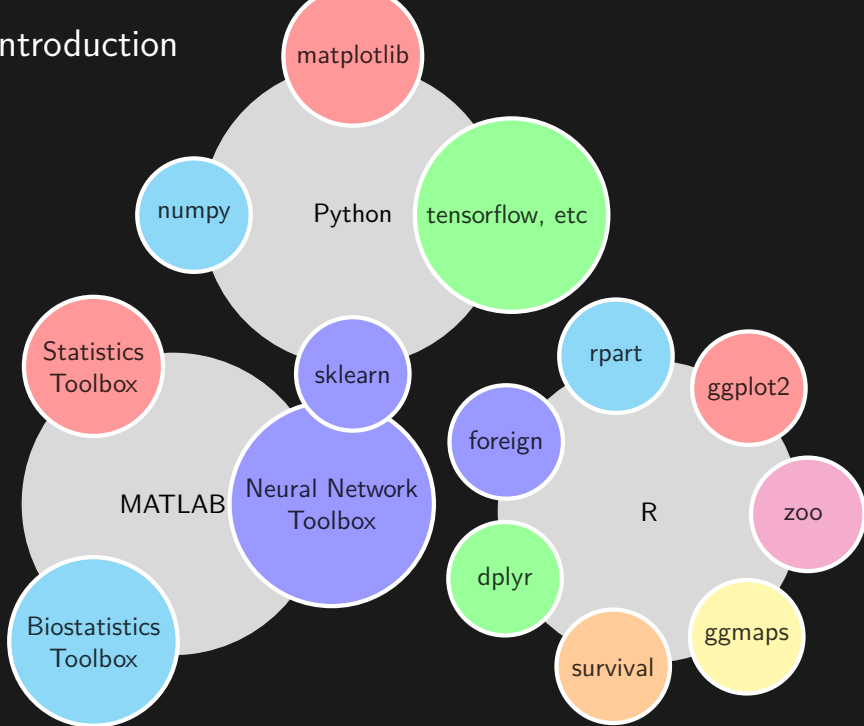 ntroduction
matplotlib
numpy
Python
tensorflow, etc
sklearn
Statistics
Toolbox
MATLAB
Neural Network
Toolbox
Biostatistics
Toolbox
rpart
ggplot2
foreign
R
zoo
dplyr
ggmaps
survival